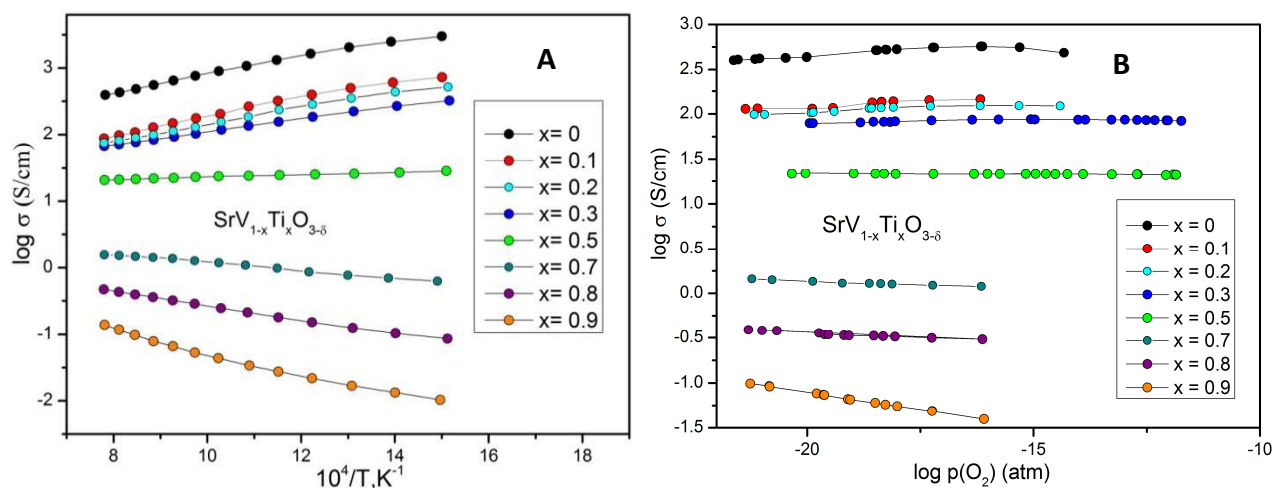 A
3
2
1
0
-1
-2
log σ (S/cm)
8 10 12 14 16 18
10⁴/T,K⁻¹
SrV₁₋ₓTiₓO₃₋δ
x= 0
x= 0.1
x= 0.2
x= 0.3
x= 0.5
x= 0.7
x= 0.8
x= 0.9
B
3.0
2.5
2.0
1.5
1.0
0.5
0.0
-0.5
-1.0
-1.5
log σ (S/cm)
-20 -15 -10
log p(O₂) (atm)
SrV₁₋ₓTiₓO₃₋δ
x = 0
x = 0.1
x = 0.2
x = 0.3
x = 0.5
x = 0.7
x = 0.8
x = 0.9